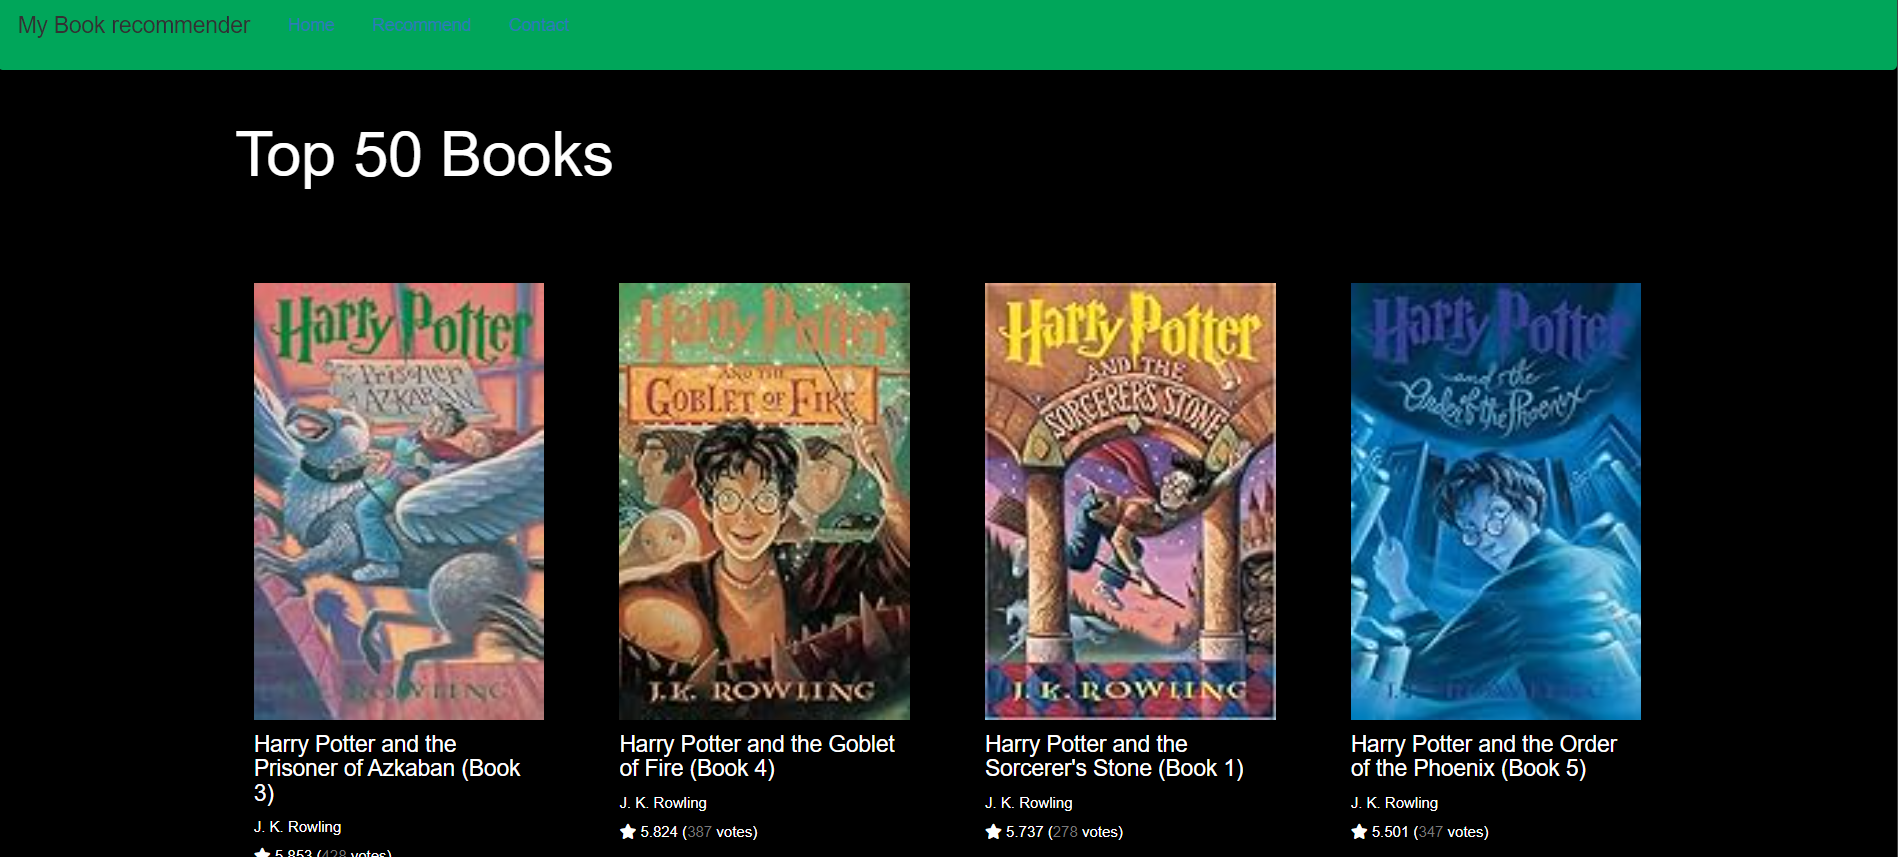 My Book recommender Home Recommend Contact
Top 50 Books
Harry Potter
and the
Prisoner of
AZKABAN
J.K. ROWLING
Harry Potter
AND THE
GOBLET OF FIRE
J.K. ROWLING
Harry Potter
AND THE
SORCERER'S STONE
J.K. ROWLING
Harry Potter
and the
Order of the Phoenix
J.K. ROWLING
Harry Potter and the
Prisoner of Azkaban (Book
3)
J. K. Rowling
5.853 (428 votes)
Harry Potter and the Goblet
of Fire (Book 4)
J. K. Rowling
5.824 (387 votes)
Harry Potter and the
Sorcerer's Stone (Book 1)
J. K. Rowling
5.737 (278 votes)
Harry Potter and the Order
of the Phoenix (Book 5)
J. K. Rowling
5.501 (347 votes)